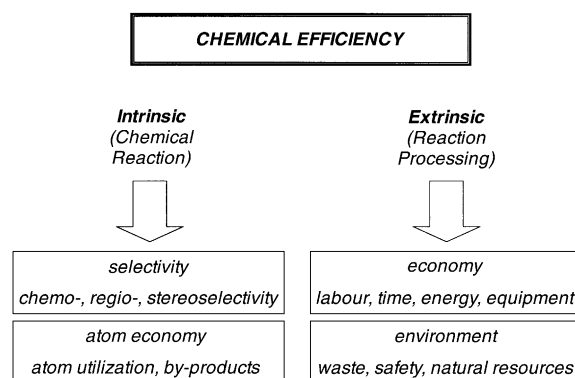 CHEMICAL EFFICIENCY
Intrinsic
(Chemical
Reaction)
selectivity
chemo-, regio-, stereoselectivity
atom economy
atom utilization, by-products
Extrinsic
(Reaction
Processing)
economy
labour, time, energy, equipment
environment
waste, safety, natural resources